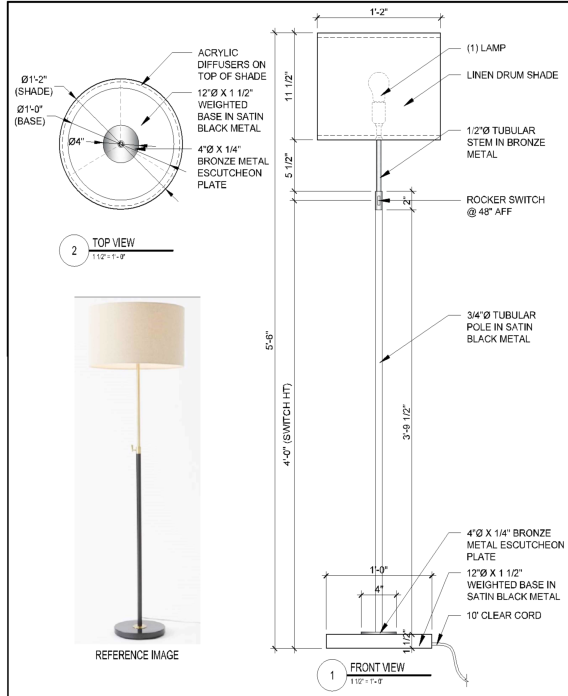 ACRYLIC
DIFFUSERS ON
TOP OF SHADE
12"Ø X 1 1/2"
WEIGHTED
BASE IN SATIN
BLACK METAL
4"Ø X 1/4"
BRONZE METAL
ESCUTCHEON
PLATE
Ø1'-2"
(SHADE)
Ø1'-0"
(BASE)
Ø4"
2
TOP VIEW
1 1/2" = 1'-0"
REFERENCE IMAGE
1'-2"
11 1/2"
5 1/2"
2"
5'-6"
4'-0" (SWITCH HT)
3'-9 1/2"
1'-0"
4"
1 1/2"
(1) LAMP
LINEN DRUM SHADE
1/2"Ø TUBULAR
STEM IN BRONZE
METAL
ROCKER SWITCH
@ 48" AFF
3/4"Ø TUBULAR
POLE IN SATIN
BLACK METAL
4"Ø X 1/4" BRONZE
METAL ESCUTCHEON
PLATE
12"Ø X 1 1/2"
WEIGHTED BASE IN
SATIN BLACK METAL
10' CLEAR CORD
1
FRONT VIEW
1 1/2" = 1'-0"